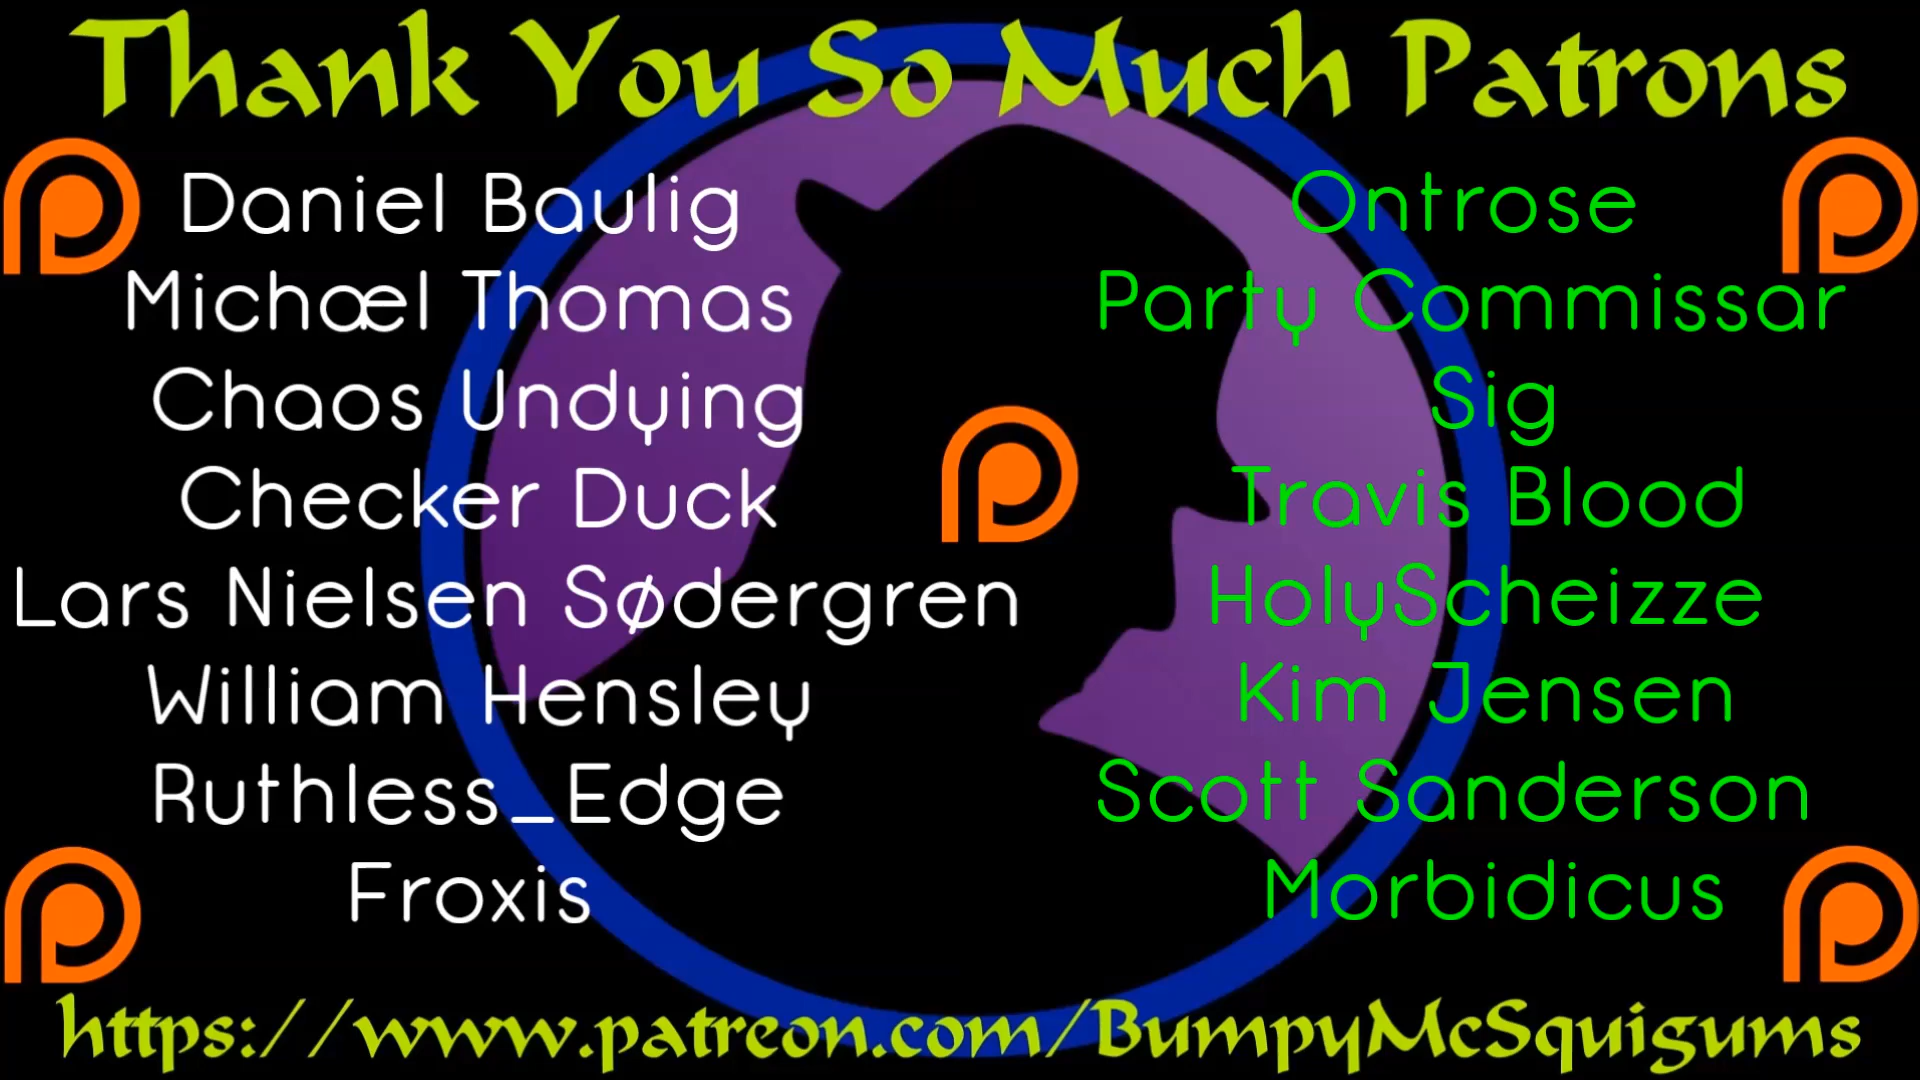 Thank You So Much Patrons
Daniel Baulig
Michæl Thomas
Chaos Undying
Checker Duck
Lars Nielsen Sødergren
William Hensley
Ruthless_Edge
Froxis
Ontrose
Party Commissar
Sig
Travis Blood
HolyScheizze
Kim Jensen
Scott Sanderson
Morbidicus
https://www.patreon.com/BumpyMcSquigums